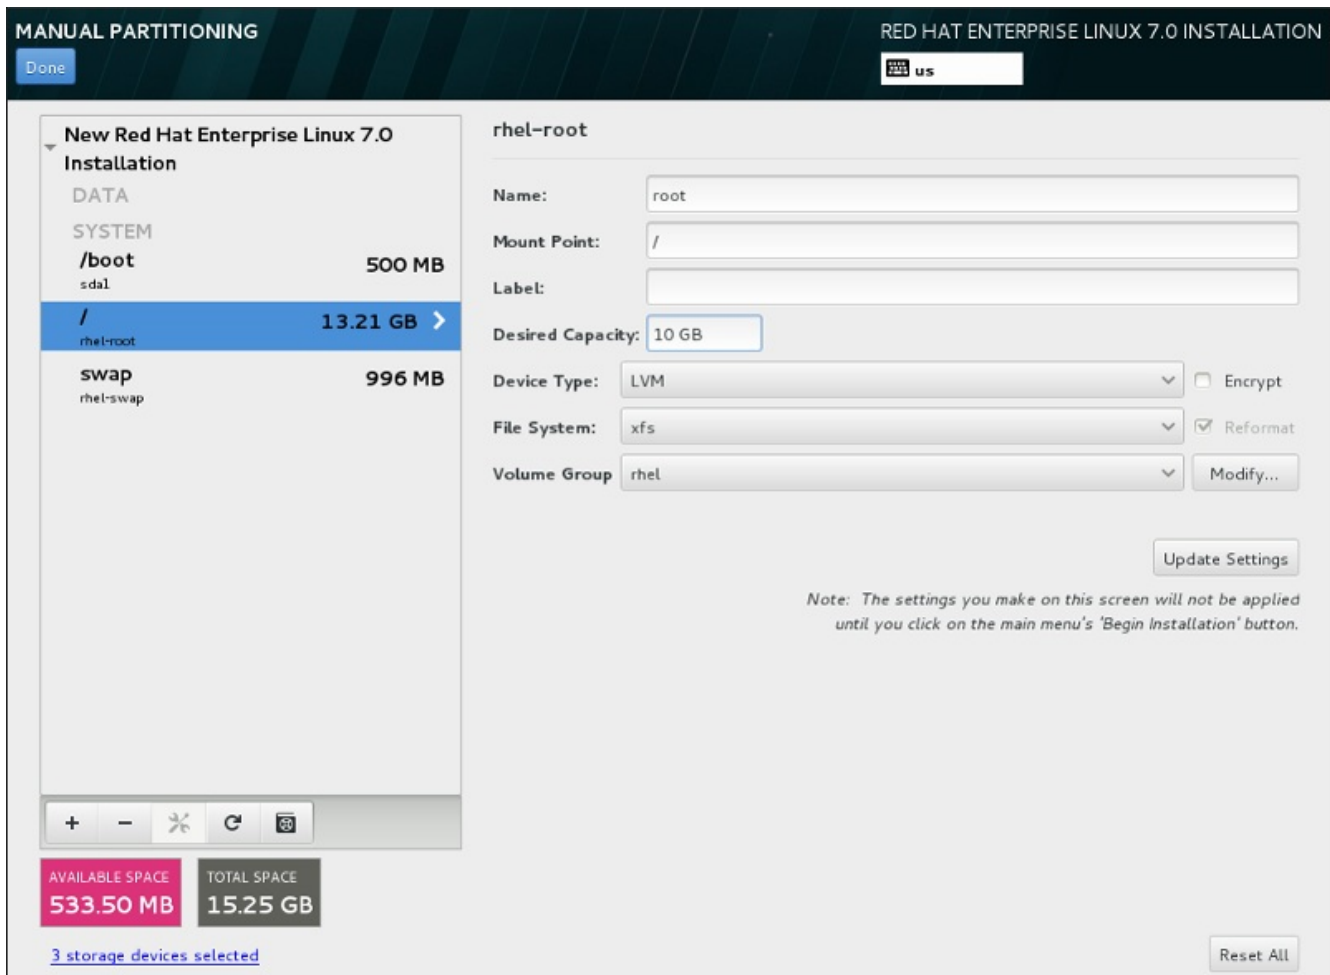 MANUAL PARTITIONING
RED HAT ENTERPRISE LINUX 7.0 INSTALLATION
Done
us
New Red Hat Enterprise Linux 7.0
Installation
DATA
SYSTEM
/boot
500 MB
sda1
/
13.21 GB
rhel-root
swap
996 MB
rhel-swap
+ -
AVAILABLE SPACE
533.50 MB
TOTAL SPACE
15.25 GB
3 storage devices selected
rhel-root
Name: root
Mount Point: /
Label:
Desired Capacity: 10 GB
Device Type: LVM Encrypt
File System: xfs Reformat
Volume Group rhel Modify...
Update Settings
Note: The settings you make on this screen will not be applied
until you click on the main menu's 'Begin Installation' button.
Reset All